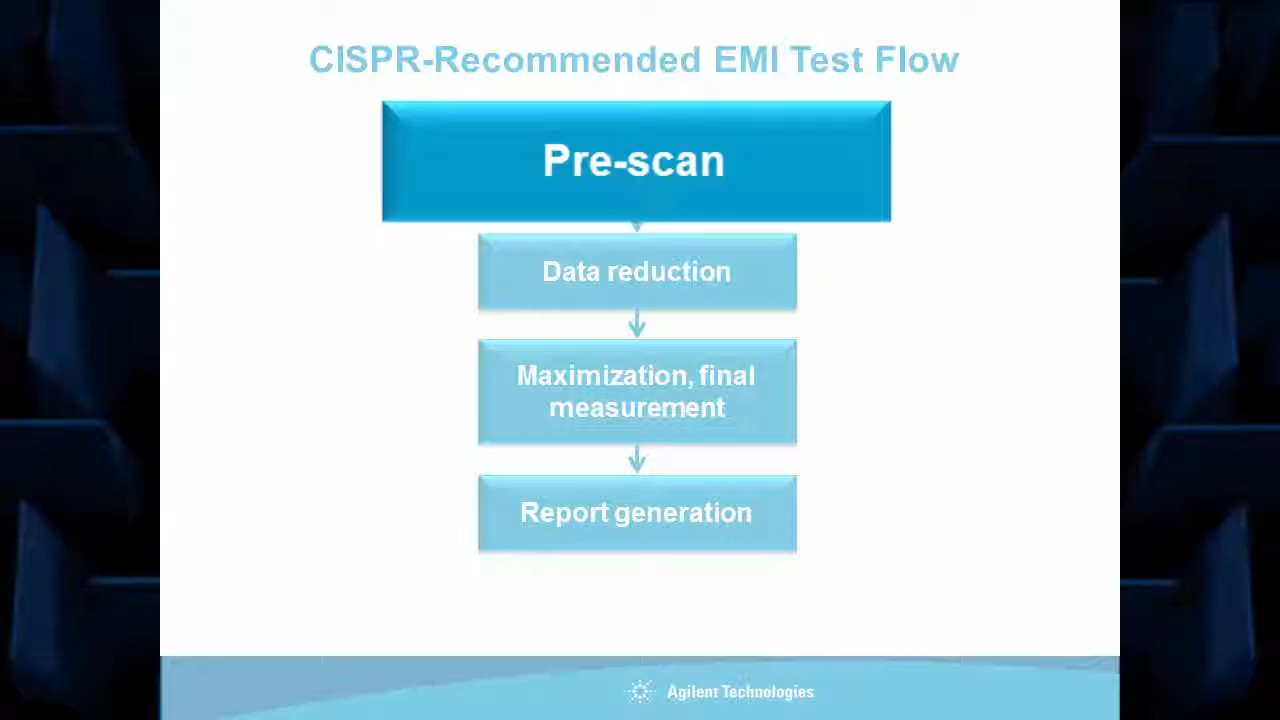 CISPR-Recommended EMI Test Flow
Pre-scan
Data reduction
Maximization, final
measurement
Report generation
Agilent Technologies